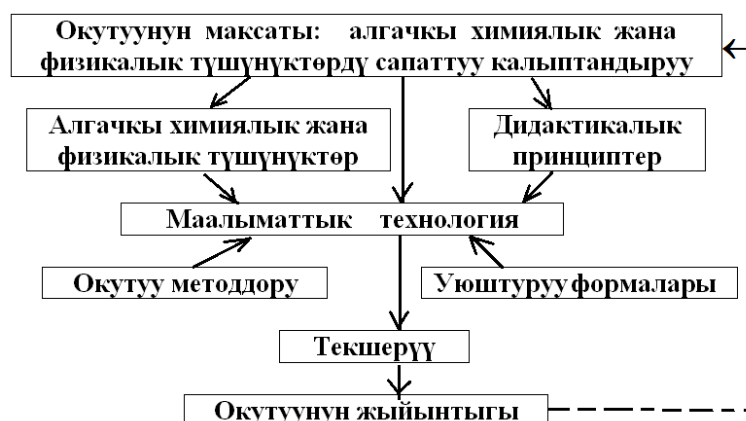 Окутуунун максаты: алгачкы химиялык жана
физикалык түшүнүктөрдү сапаттуу калыптандыруу
Алгачкы химиялык жана
физикалык түшүнүктөр
Дидактикалык
принциптер
Маалыматтык технология
Окутуу методдору
Уюштуруу формалары
Текшерүү
Окутуунун жыйынтыгы